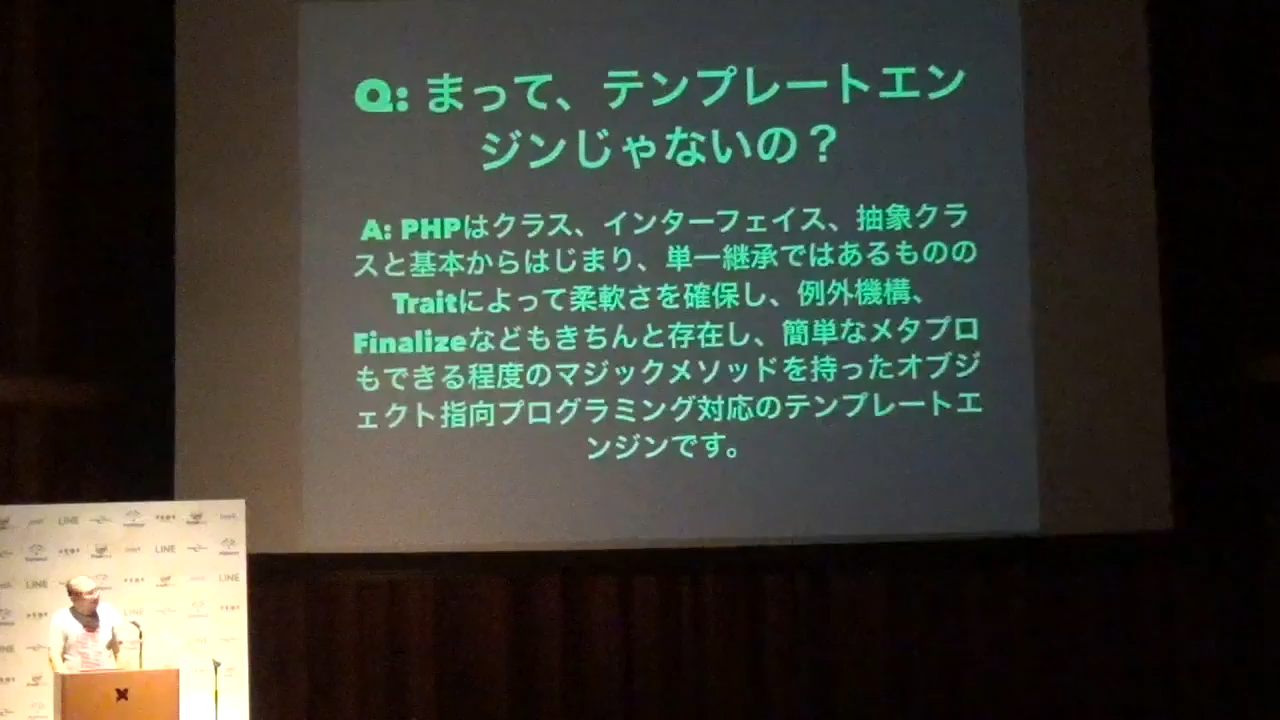 Q: まって、テンプレートエン
ジンじゃないの？
A: PHPはクラス、インターフェイス、抽象クラ
スと基本からはじまり、単一継承ではあるものの
Traitによって柔軟さを確保し、例外機構、
Finalizeなどもきちんと存在し、簡単なメタプロ
もできる程度のマジックメソッドを持ったオブジ
ェクト指向プログラミング対応のテンプレートエ
ンジンです。
LINE
LINE
LINE
LINE
LINE